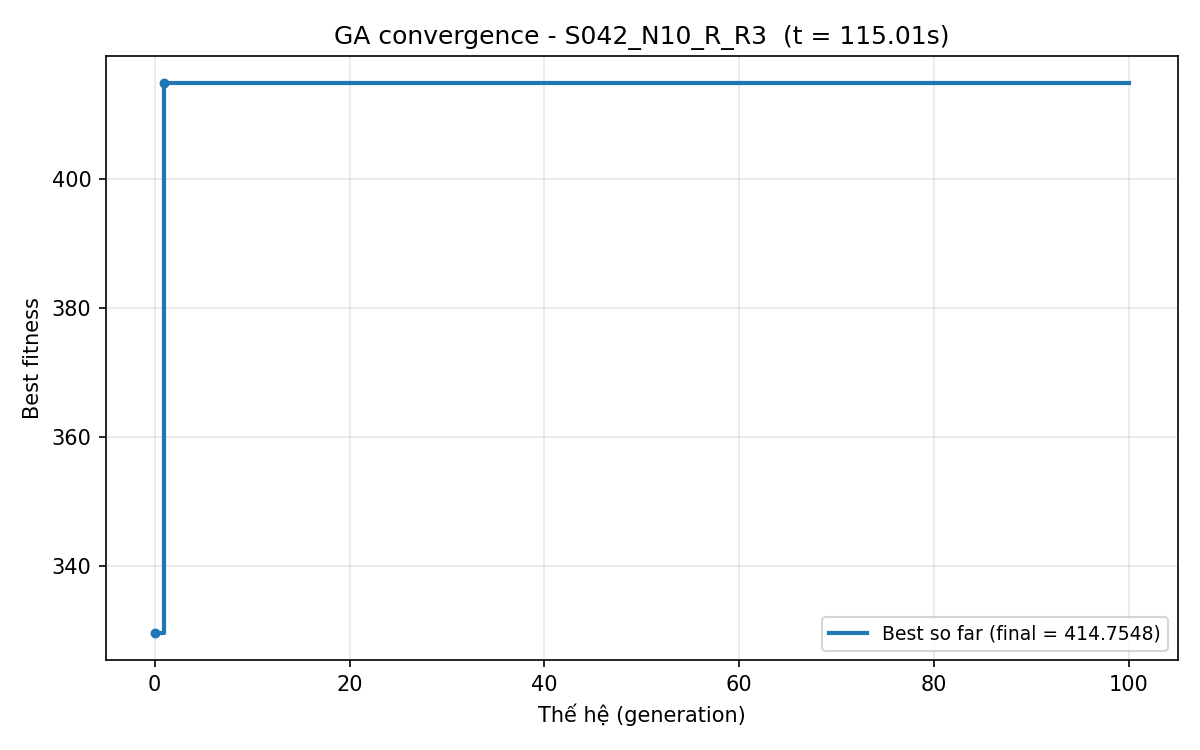 GA convergence - S042_N10_R_R3  (t = 115.01s)
Best fitness
400
380
360
340
Best so far (final = 414.7548)
0 20 40 60 80 100
Thế hệ (generation)